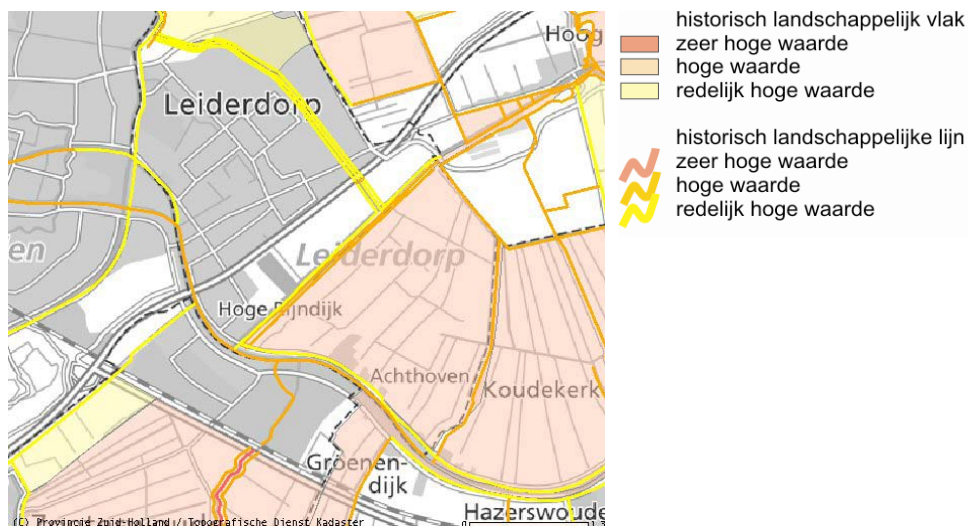 Hoog
Leiderdorp
en
Leiderdorp
Hoge Rijndijk
Achthoven
Koudekerk
Groenen-
dijk
Hazerswoude
(C) Provincie Zuid-Holland / Topografische Dienst Kadaster
historisch landschappelijk vlak
zeer hoge waarde
hoge waarde
redelijk hoge waarde
historisch landschappelijke lijn
zeer hoge waarde
hoge waarde
redelijk hoge waarde